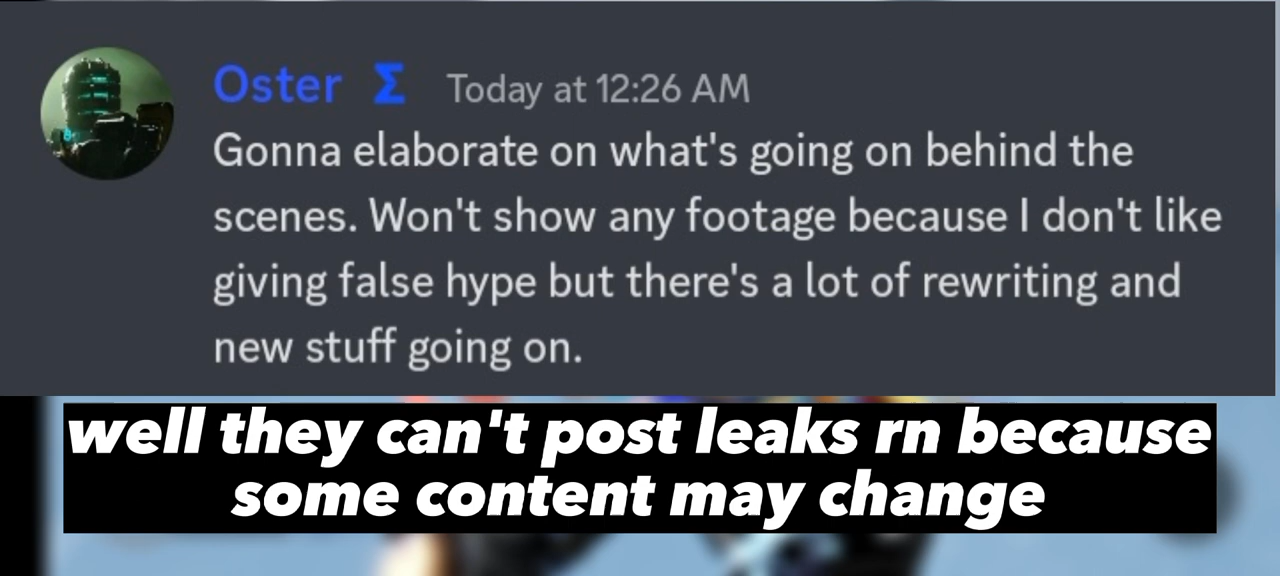 Oster Σ Today at 12:26 AM
Gonna elaborate on what's going on behind the
scenes. Won't show any footage because I don't like
giving false hype but there's a lot of rewriting and
new stuff going on.
well they can't post leaks rn because
some content may change